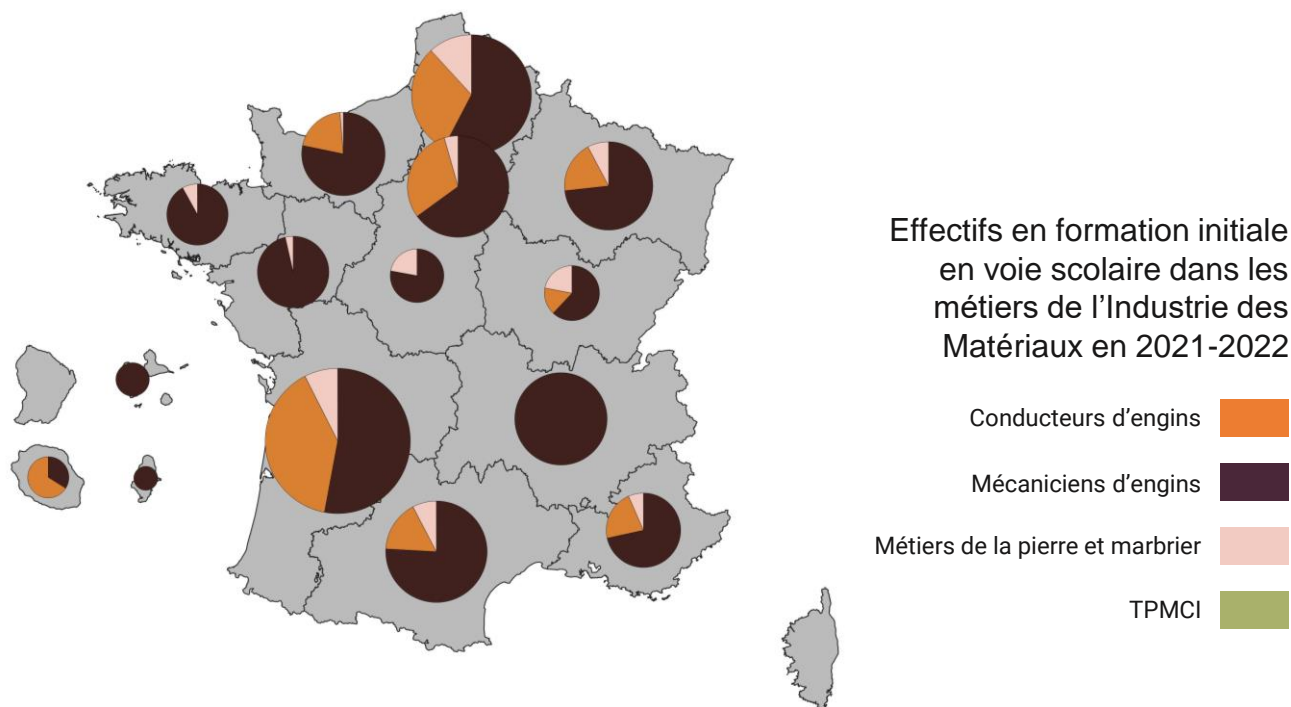 Effectifs en formation initiale
en voie scolaire dans les
métiers de l’Industrie des
Matériaux en 2021-2022
Conducteurs d’engins
Mécaniciens d’engins
Métiers de la pierre et marbrier
TPMCI